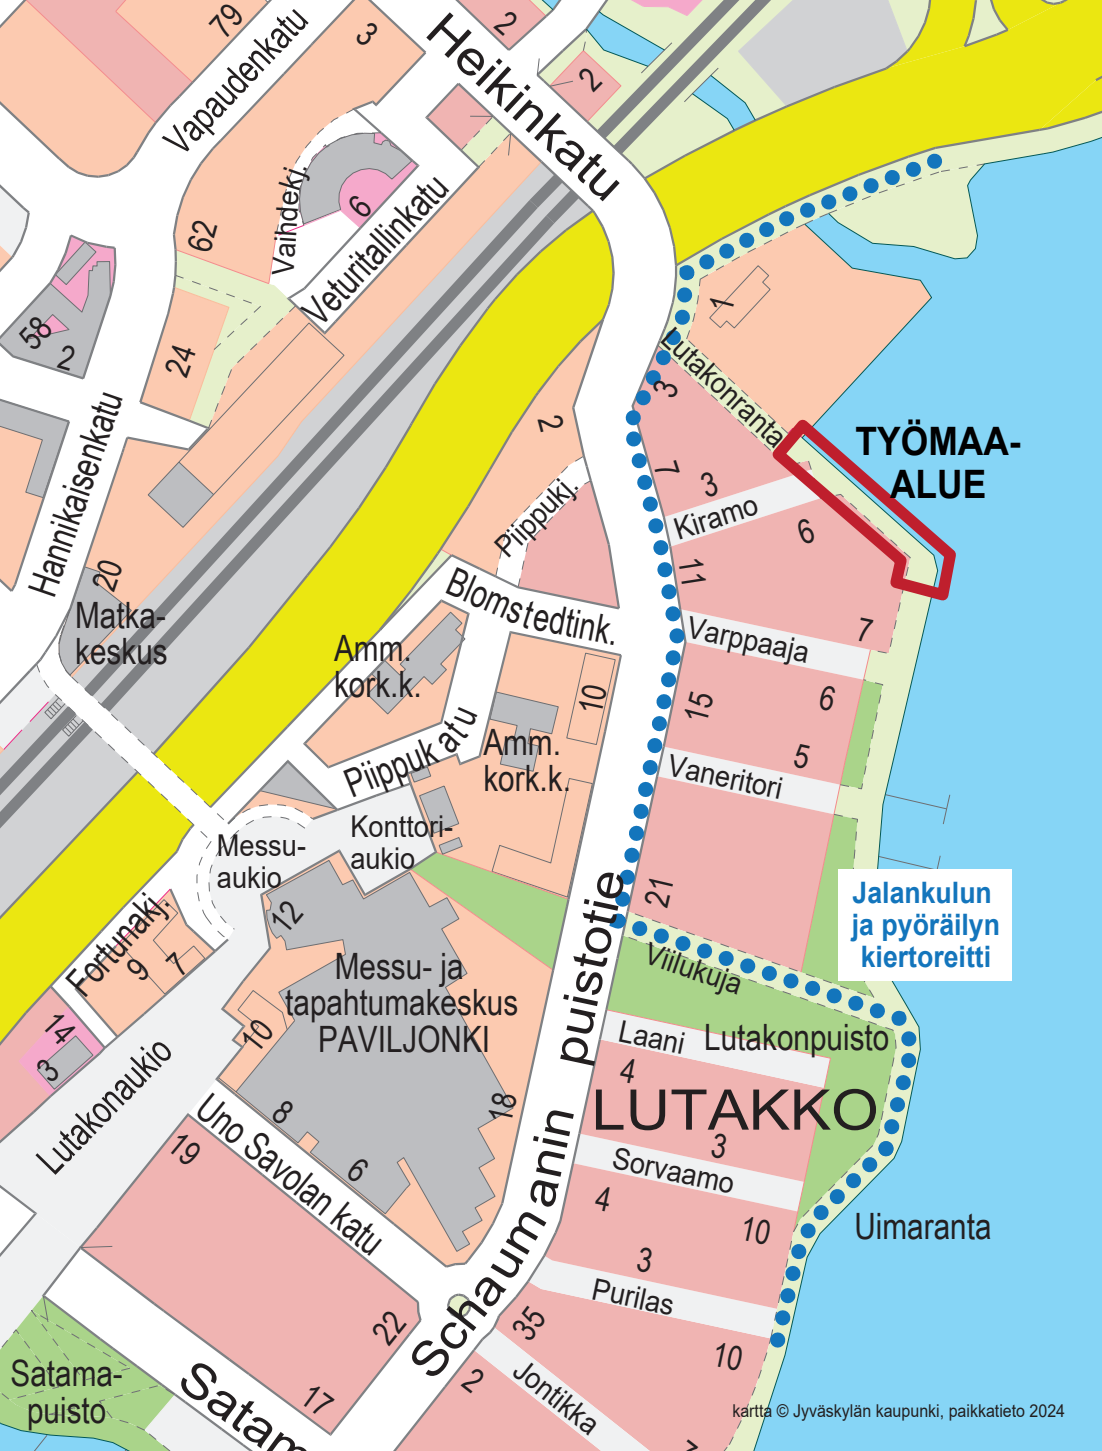 79
3
2
Heikinkatu
2
Vapaudenkatu
Vaihdekj.
6
62
Veturitallinkatu
58
2
24
1
Lutakonranta
3
2
7
3
TYÖMAA-
ALUE
Hannikaisenkatu
Piippukj.
Kiramo
6
11
20
Matka-
keskus
Blomstedtink.
Varppaaja
7
Amm.
kork.k.
10
15
6
Piippukatu
Amm.
kork.k.
5
Vaneritori
Messu-
aukio
Konttori-
aukio
21
Jalankulun
ja pyöräilyn
kiertoreitti
12
Fortunakj.
9
7
Messu- ja
tapahtumakeskus
PAVILJONKI
Viilukuja
14
3
10
Laani
Lutakonpuisto
4
LUTAKKO
Lutakonaukio
8
18
19
Uno Savolan katu
6
3
Sorvaamo
4
10
Uimaranta
3
Purilas
Schaumanin puistotie
22
35
10
Satama-
puisto
17
2
Jontikka
Satam
7
kartta © Jyväskylän kaupunki, paikkatieto 2024